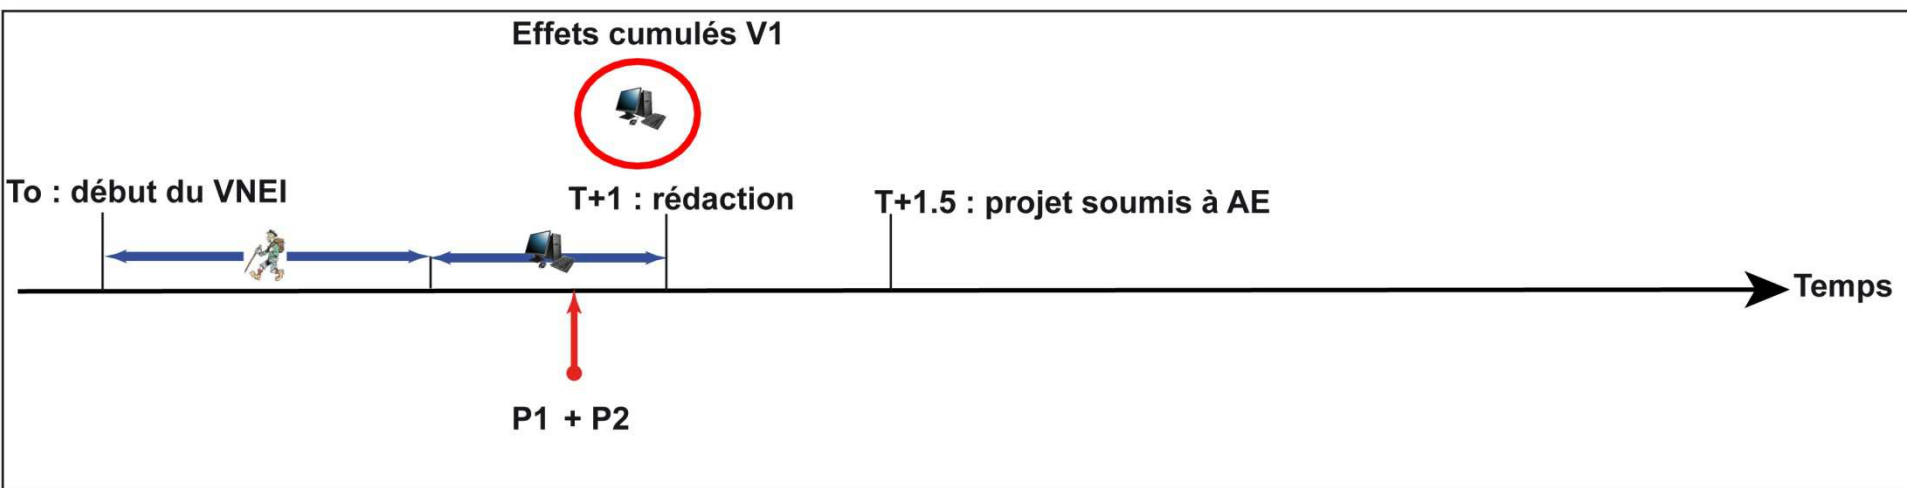 Effets cumulés V1
To : début du VNEI
T+1 : rédaction
T+1.5 : projet soumis à AE
Temps
P1 + P2